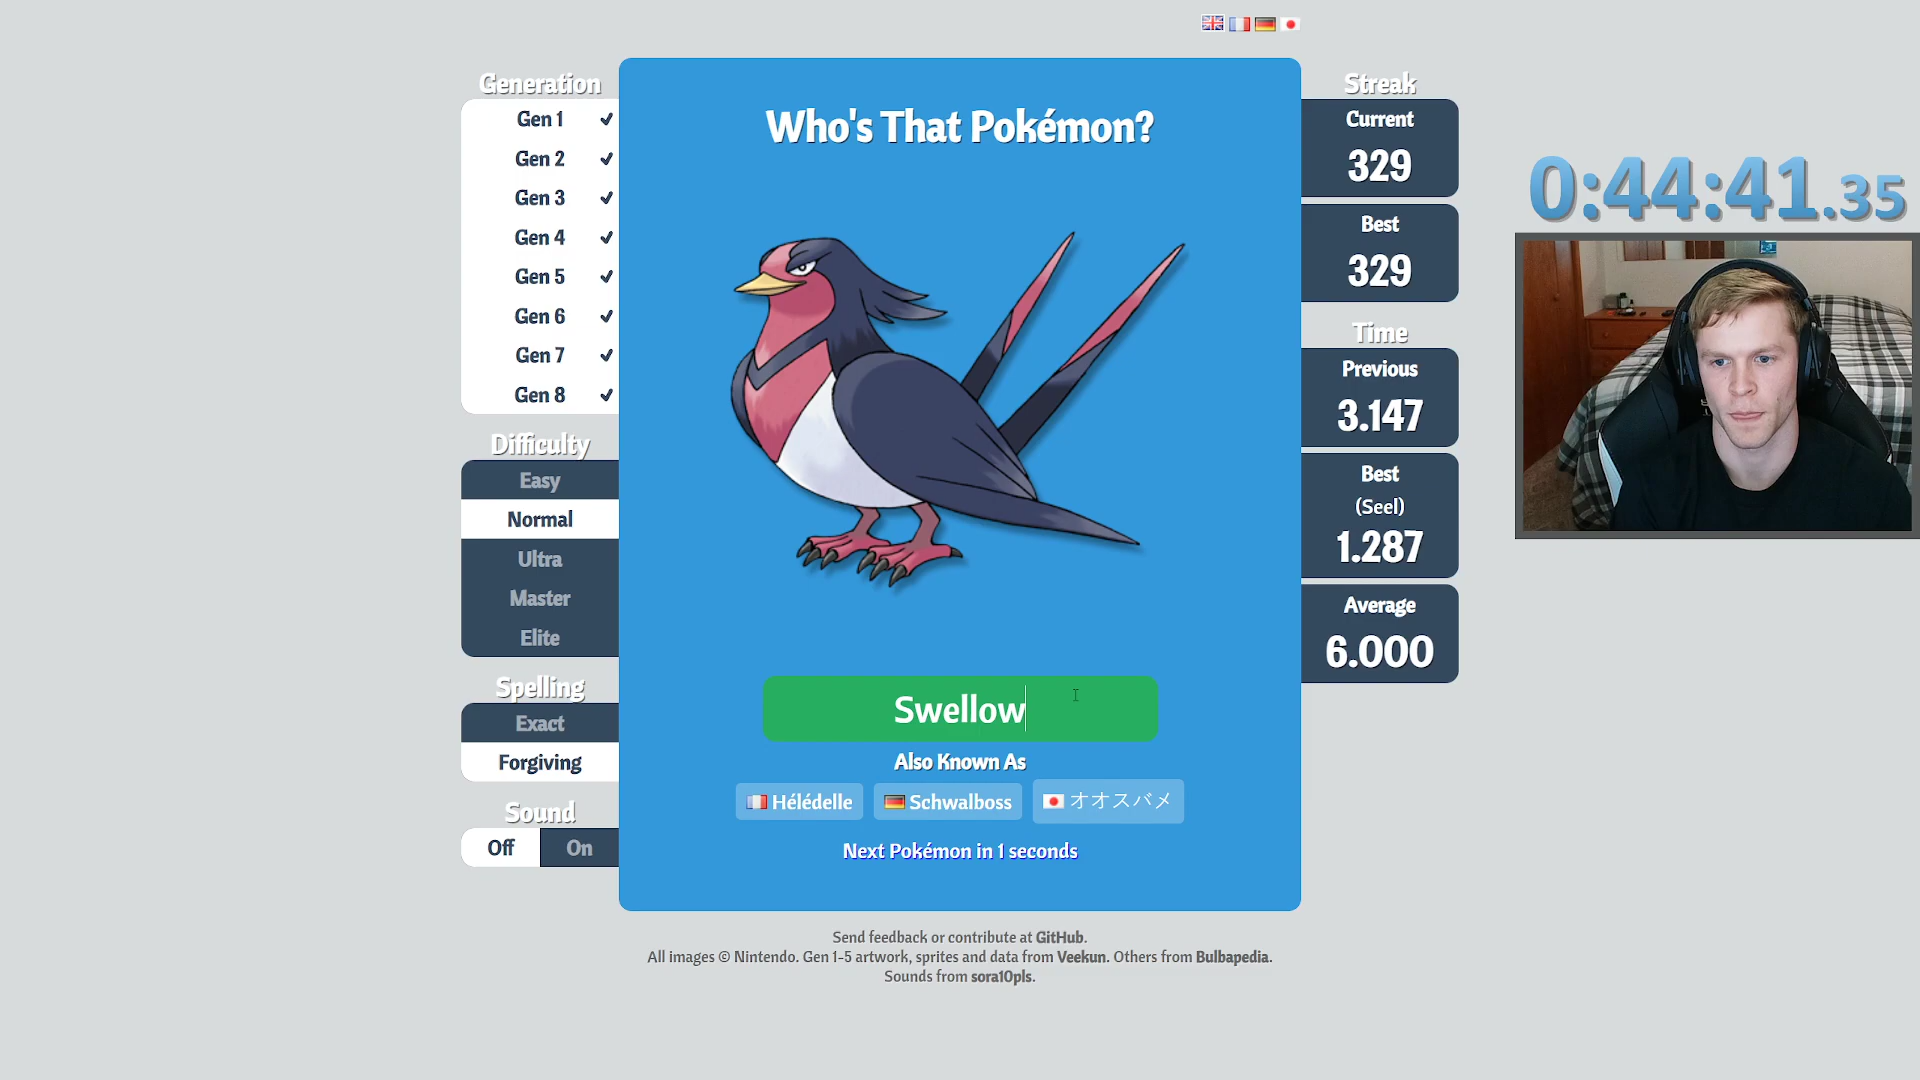 Generation
Gen 1
Gen 2
Gen 3
Gen 4
Gen 5
Gen 6
Gen 7
Gen 8
Difficulty
Easy
Normal
Ultra
Master
Elite
Spelling
Exact
Forgiving
Sound
Off On
Who's That Pokémon?
Swellow
Also Known As
Hélédelle Schwalboss オオスバメ
Next Pokémon in 1 seconds
Streak
Current
329
Best
329
Time
Previous
3.147
Best
(Seel)
1.287
Average
6.000
0:44:41.35
Send feedback or contribute at GitHub.
All images © Nintendo. Gen 1-5 artwork, sprites and data from Veekun. Others from Bulbapedia.
Sounds from sora10pls.